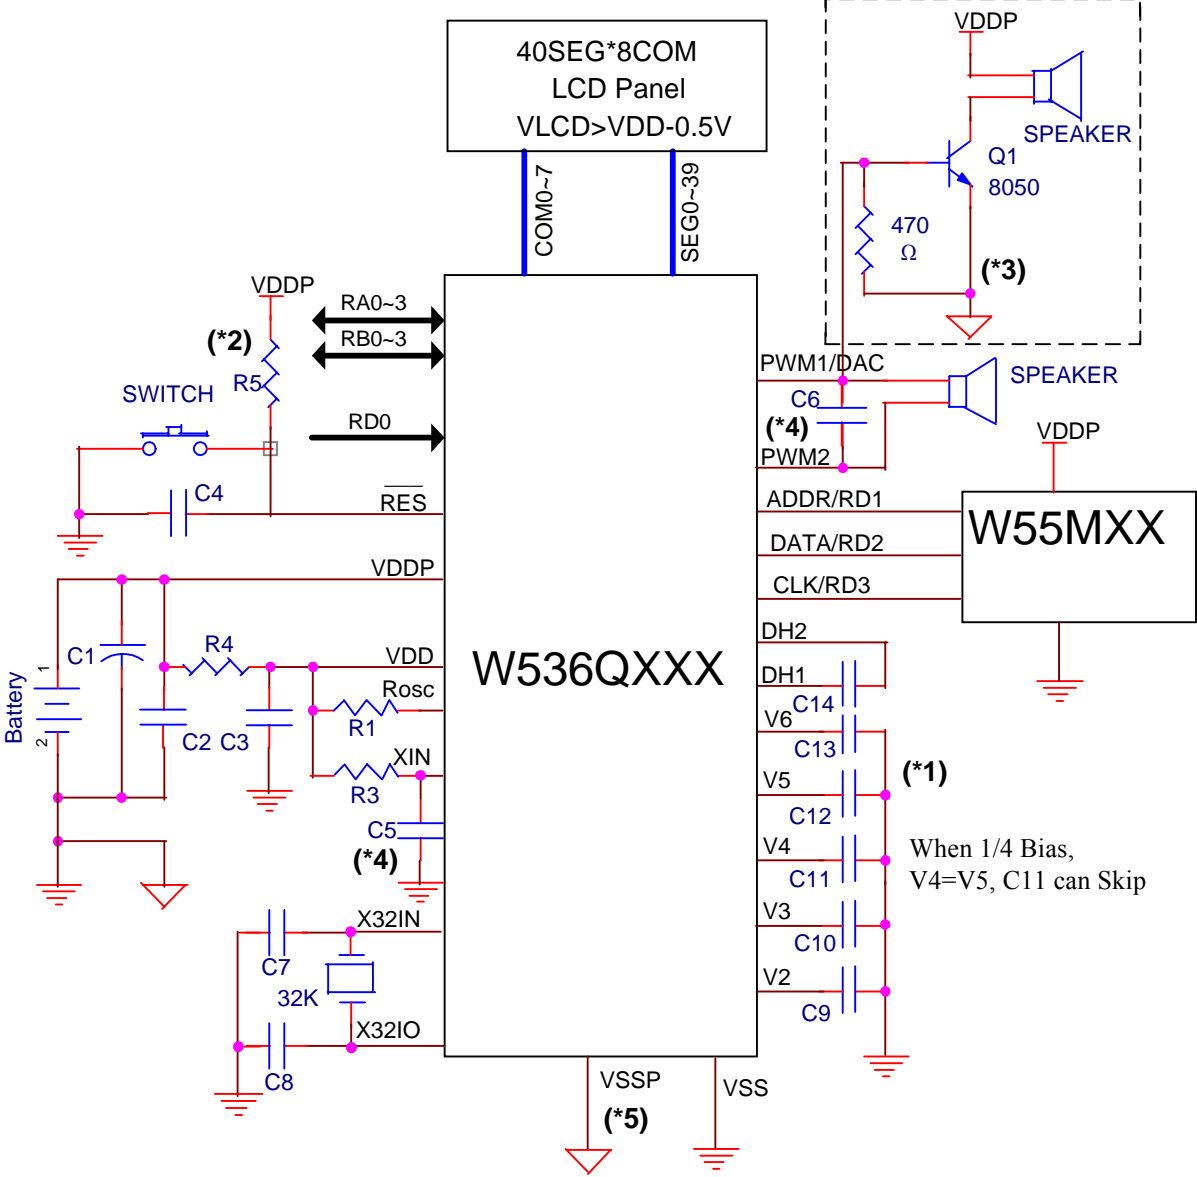 40SEG*8COM
LCD Panel
VLCD>VDD-0.5V
COM0~7
SEG0~39
VDDP
SPEAKER
Q1
8050
470
Ω
(*3)
VDDP
(*2)
R5
SWITCH
C4
RA0~3
RB0~3
RD0
RES
VDDP
C1
R4
VDD
Rosc
R1
C2
C3
XIN
R3
C5
(*4)
Battery
1
2
X32IN
C7
32K
X32IO
C8
W536QXXX
PWM1/DAC
C6
(*4)
PWM2
SPEAKER
VDDP
ADDR/RD1
DATA/RD2
CLK/RD3
W55MXX
DH2
DH1
C14
V6
C13
V5
C12
(*1)
V4
C11
When 1/4 Bias,
V4=V5, C11 can Skip
V3
C10
V2
C9
VSSP
(*5)
VSS